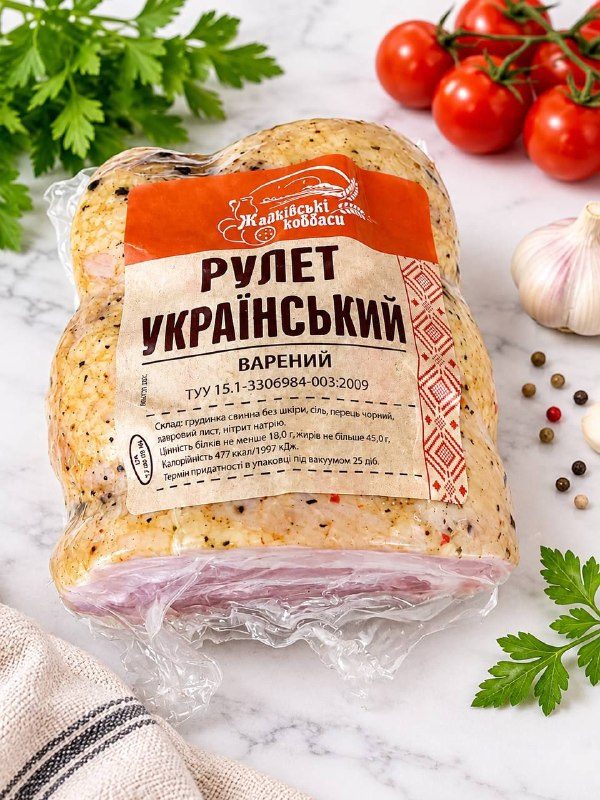 Жалківські
ковбаси
РУЛЕТ
УКРАЇНСЬКИЙ
ВАРЕНИЙ
ТУУ 15.1-3306984-003:2009
Склад: грудинка свинна без шкіри, сіль, перець чорний,
лавровий лист, нітрит натрію.
Цінність білків не менше 18,0 г, жирів не більше 45,0 г.
Калорійність 477 ккал/1997 кДж.
Термін придатності в упаковці під вакуумом 25 діб.